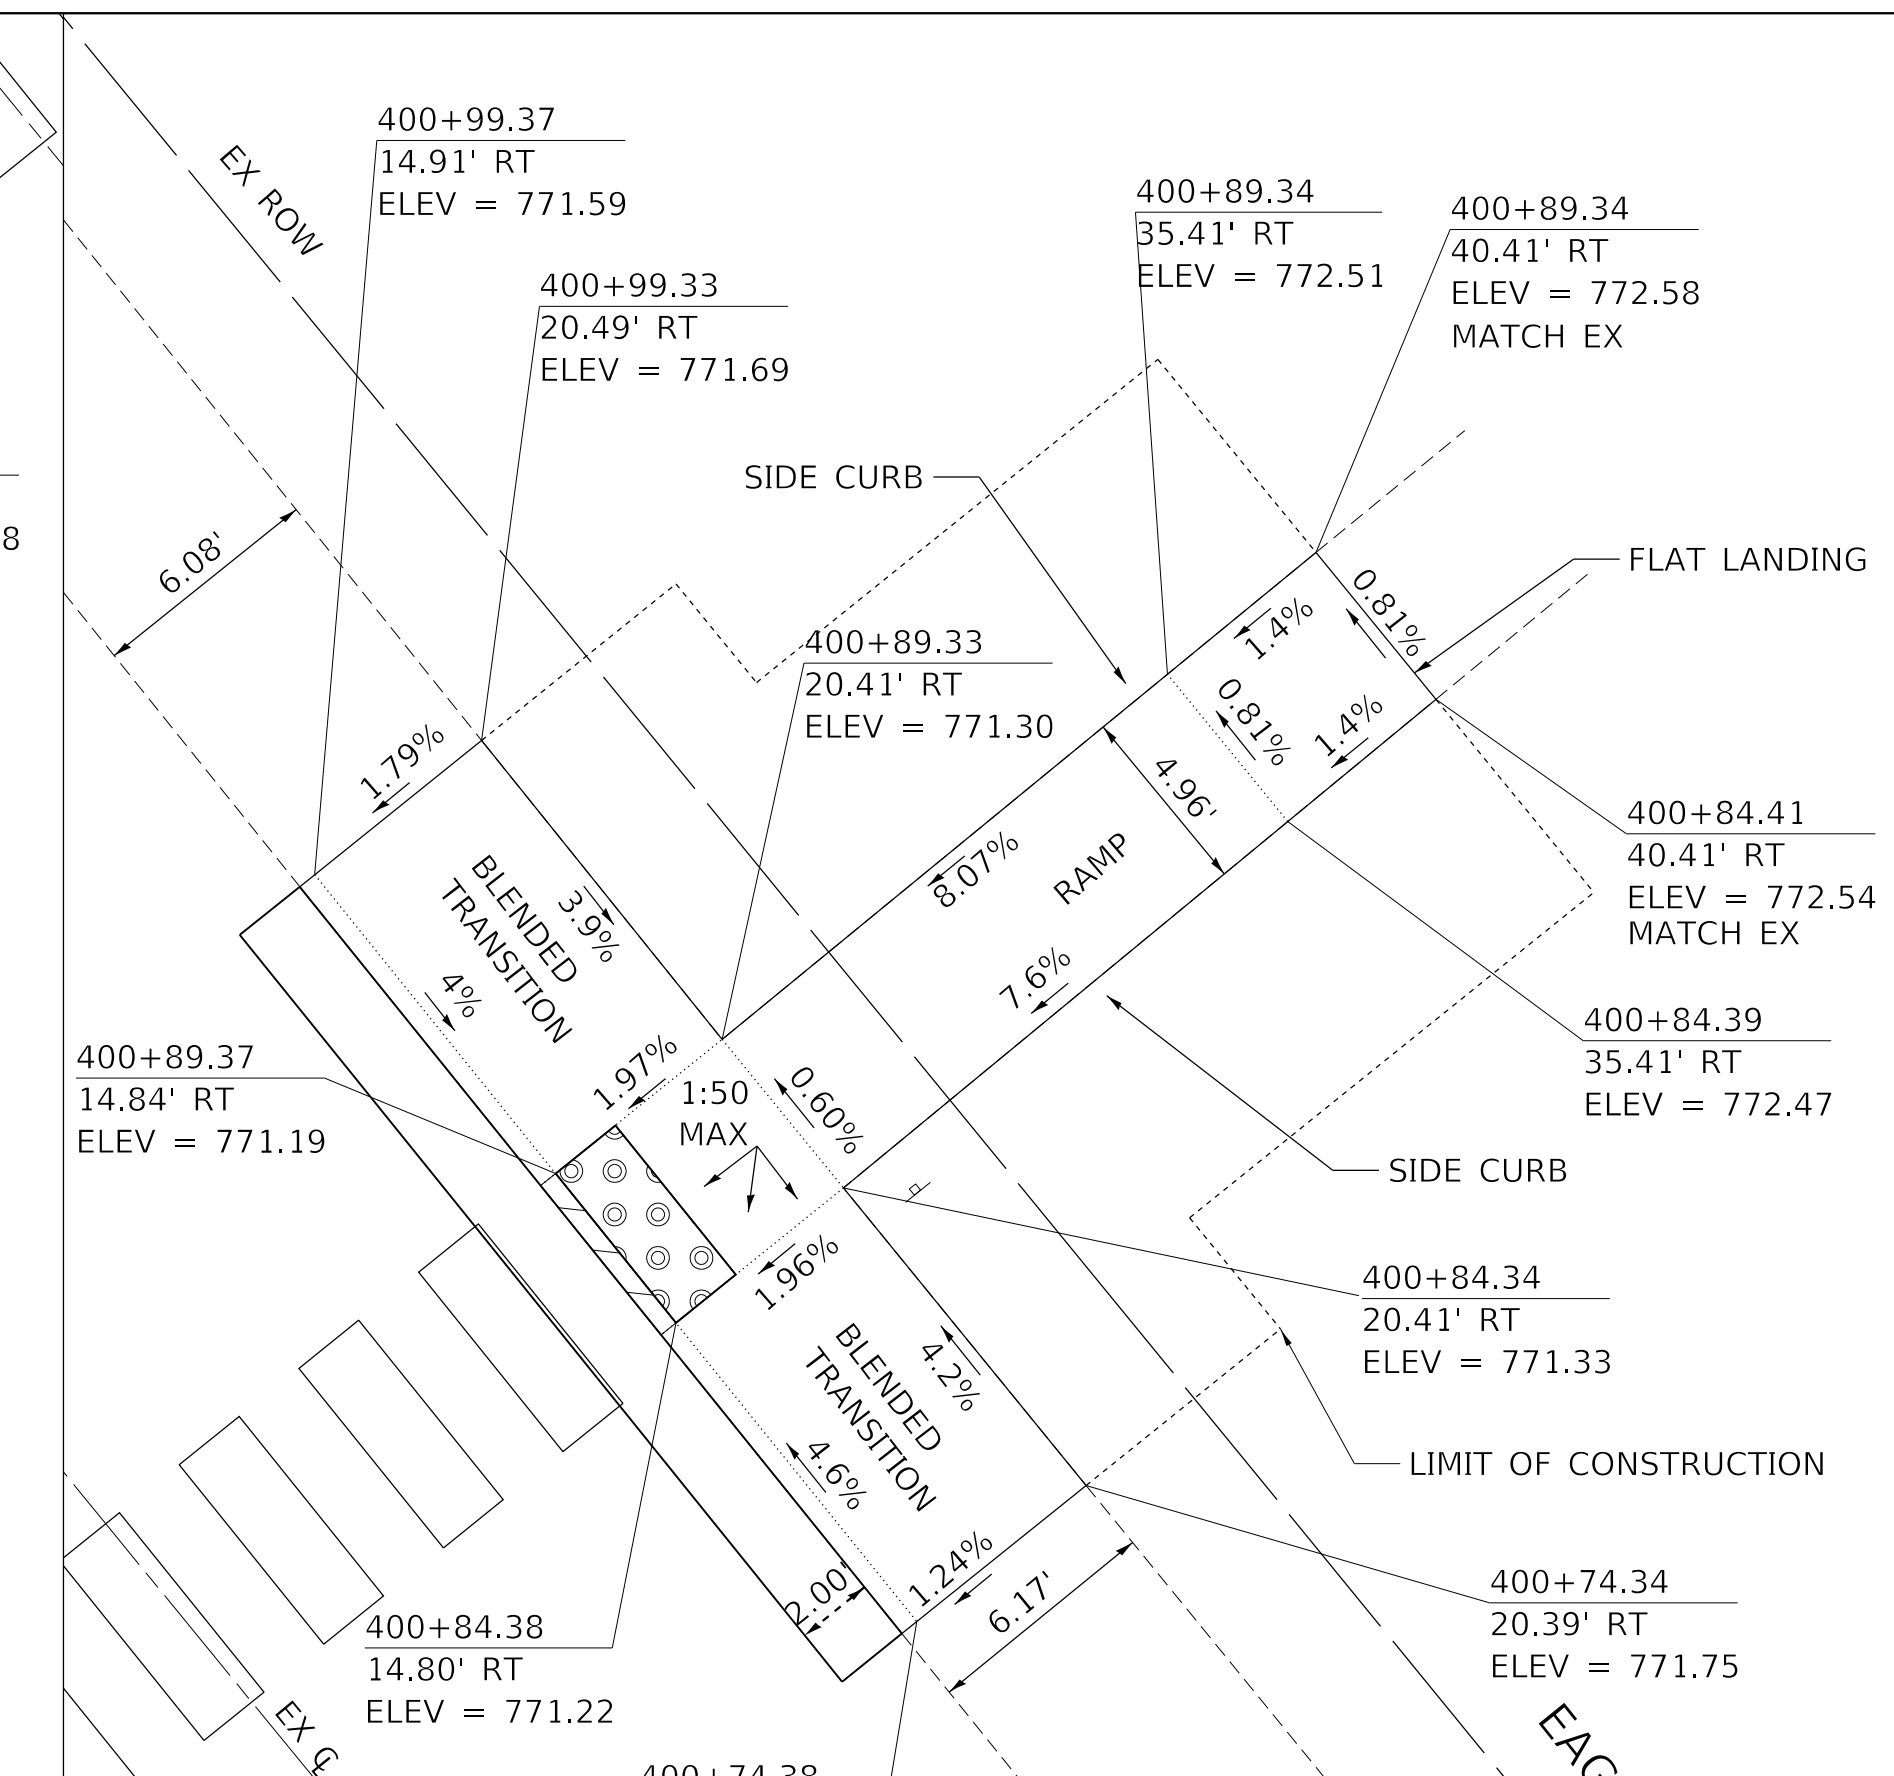 400+99.37
14.91' RT
ELEV = 771.59
EX ROW
400+99.33
20.49' RT
ELEV = 771.69
400+89.34
35.41' RT
ELEV = 772.51
400+89.34
40.41' RT
ELEV = 772.58
MATCH EX
SIDE CURB
8
6.08'
FLAT LANDING
0.81%
1.4%
400+89.33
20.41' RT
ELEV = 771.30
0.81%
1.4%
1.79%
4.96'
400+84.41
40.41' RT
ELEV = 772.54
MATCH EX
8.07%
RAMP
BLENDED
TRANSITION
3.9%
4%
7.6%
400+84.39
35.41' RT
ELEV = 772.47
400+89.37
14.84' RT
ELEV = 771.19
1.97%
1:50
MAX
0.60%
SIDE CURB
1.96%
400+84.34
20.41' RT
ELEV = 771.33
BLENDED
TRANSITION
4.2%
4.6%
LIMIT OF CONSTRUCTION
1.24%
2.00'
6.17'
400+74.34
20.39' RT
ELEV = 771.75
400+84.38
14.80' RT
ELEV = 771.22
EX ℄
EAG
400+74.38